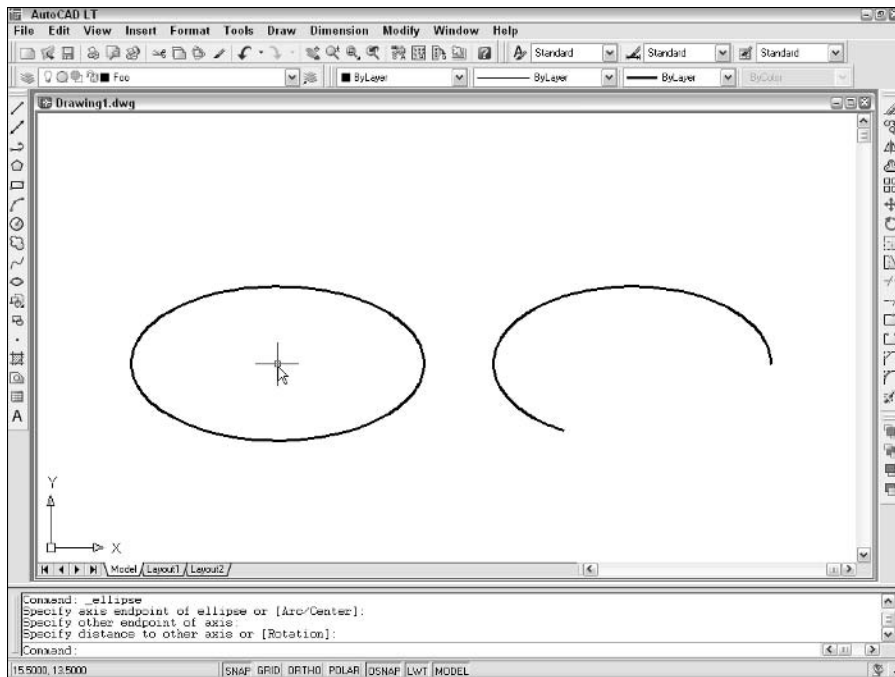 AutoCAD LT
File Edit View Insert Format Tools Draw Dimension Modify Window Help
Standard Standard Standard
Foo ByLayer ByLayer ByLayer ByColor
Drawing1.dwg
A
Y
X
Model Layout1 Layout2
Command: _ellipse
Specify axis endpoint of ellipse or [Arc/Center]:
Specify other endpoint of axis:
Specify distance to other axis or [Rotation]:
Command:
15.5000, 13.5000 SNAP GRID ORTHO POLAR OSNAP LWT MODEL